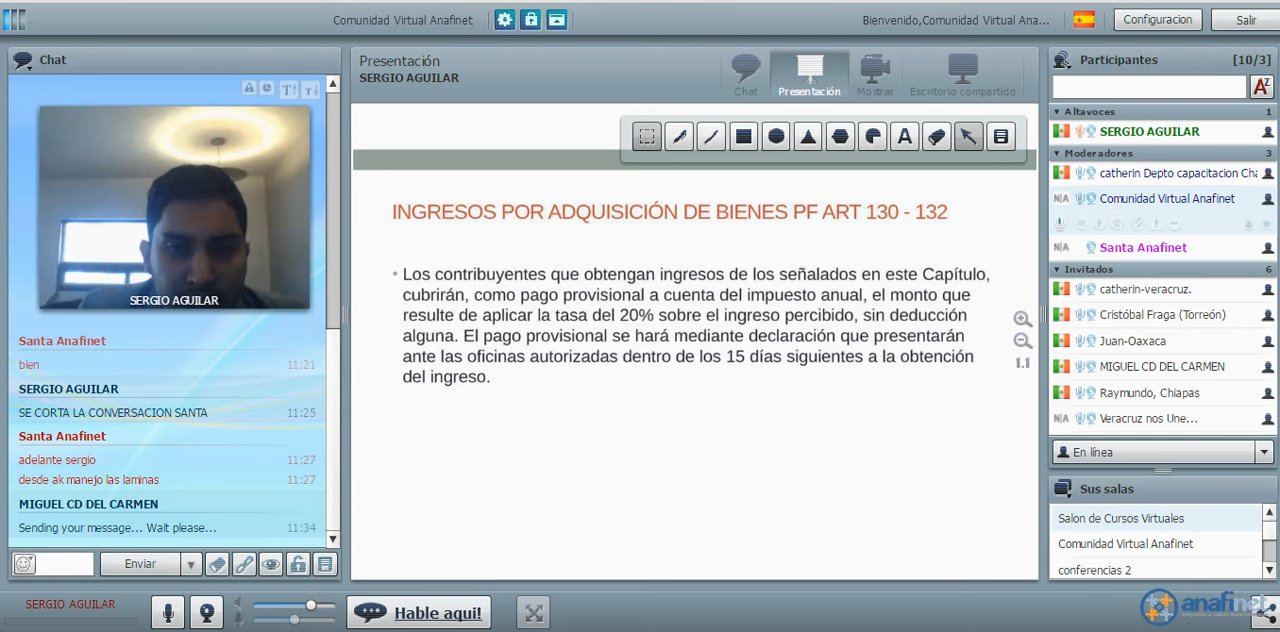 Comunidad Virtual Anafinet
Bienvenido,Comunidad Virtual Ana...
Configuracion
Salir
Chat
SERGIO AGUILAR
Santa Anafinet
bien 11:21
SERGIO AGUILAR
SE CORTA LA CONVERSACION SANTA 11:25
Santa Anafinet
adelante sergio 11:27
desde ak manejo las laminas 11:27
MIGUEL CD DEL CARMEN
Sending your message... Wait please... 11:34
Enviar
SERGIO AGUILAR
Hable aqui!
Presentación
SERGIO AGUILAR
Chat
Presentación
Mostrar
Escritorio compartido
A
INGRESOS POR ADQUISICIÓN DE BIENES PF ART 130 - 132
• Los contribuyentes que obtengan ingresos de los señalados en este Capítulo,
cubrirán, como pago provisional a cuenta del impuesto anual, el monto que
resulte de aplicar la tasa del 20% sobre el ingreso percibido, sin deducción
alguna. El pago provisional se hará mediante declaración que presentarán
ante las oficinas autorizadas dentro de los 15 días siguientes a la obtención
del ingreso.
1.1
Participantes [10/3]
Altavoces 1
SERGIO AGUILAR
Moderadores 3
catherin Depto capacitacion Cha
N|A Comunidad Virtual Anafinet
N|A Santa Anafinet
Invitados 6
catherin-veracruz.
Cristóbal Fraga (Torreón)
Juan-Oaxaca
MIGUEL CD DEL CARMEN
Raymundo, Chiapas
N|A Veracruz nos Une...
En línea
Sus salas
Salon de Cursos Virtuales
Comunidad Virtual Anafinet
conferencias 2
anafinet